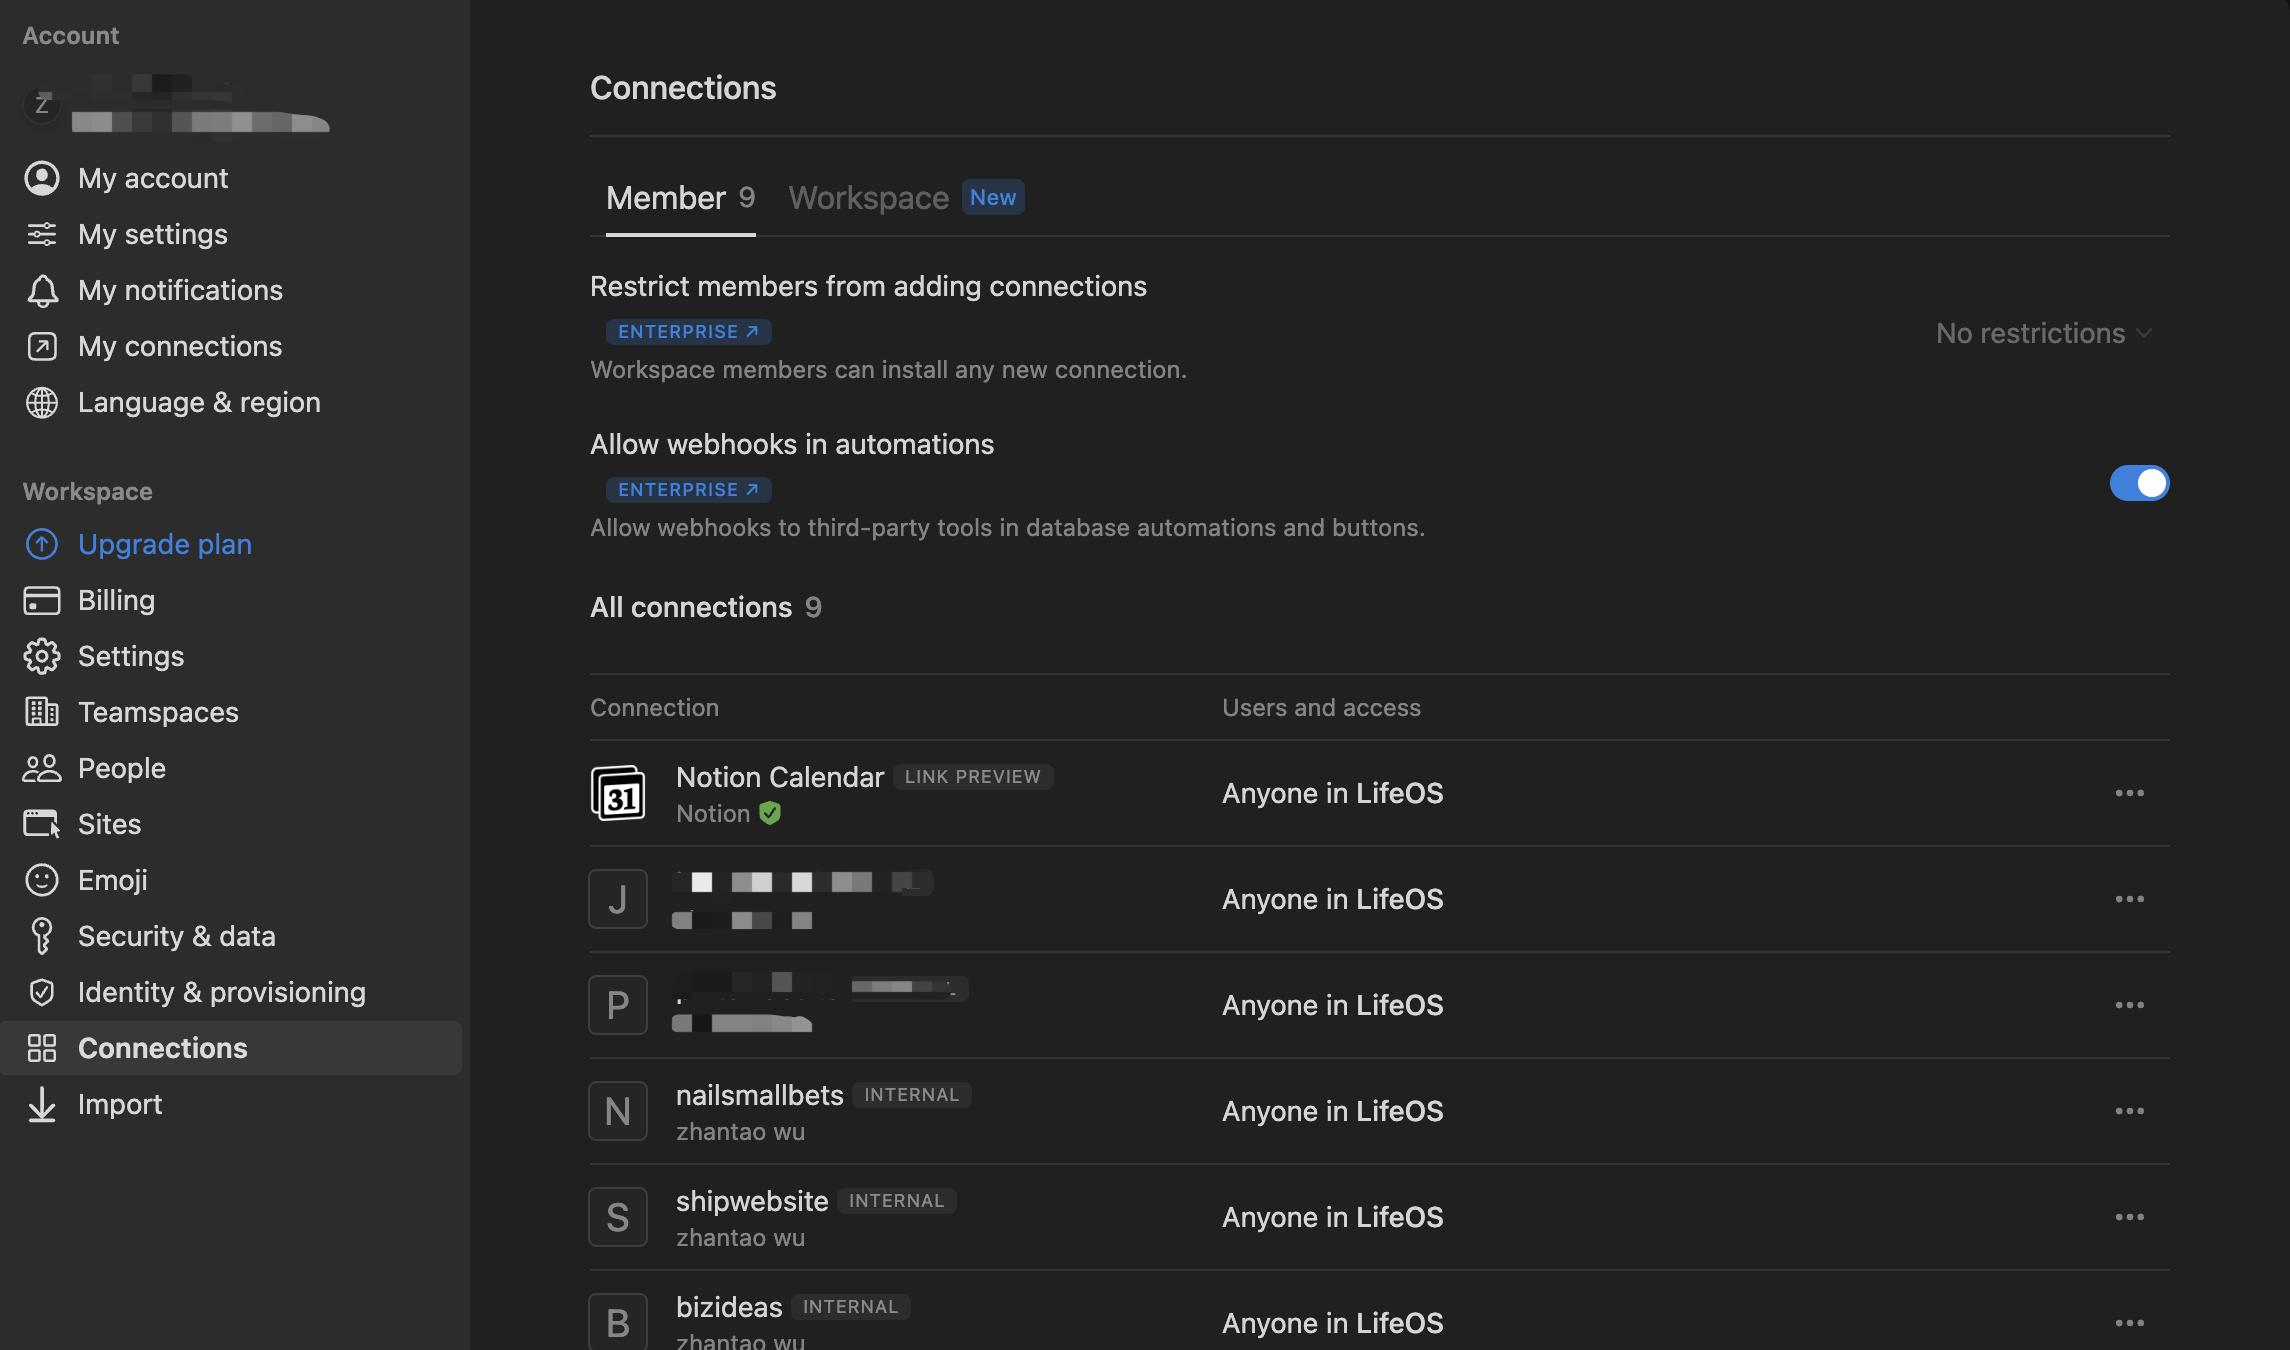 Account
Z
My account
My settings
My notifications
My connections
Language & region
Workspace
Upgrade plan
Billing
Settings
Teamspaces
People
Sites
Emoji
Security & data
Identity & provisioning
Connections
Import
Connections
Member 9 Workspace New
Restrict members from adding connections
ENTERPRISE ↗
Workspace members can install any new connection.
No restrictions
Allow webhooks in automations
ENTERPRISE ↗
Allow webhooks to third-party tools in database automations and buttons.
All connections 9
Connection Users and access
31
Notion Calendar LINK PREVIEW
Notion
Anyone in LifeOS
J
Anyone in LifeOS
P
Anyone in LifeOS
N
nailsmallbets INTERNAL
zhantao wu
Anyone in LifeOS
S
shipwebsite INTERNAL
zhantao wu
Anyone in LifeOS
B
bizideas INTERNAL
zhantao wu
Anyone in LifeOS